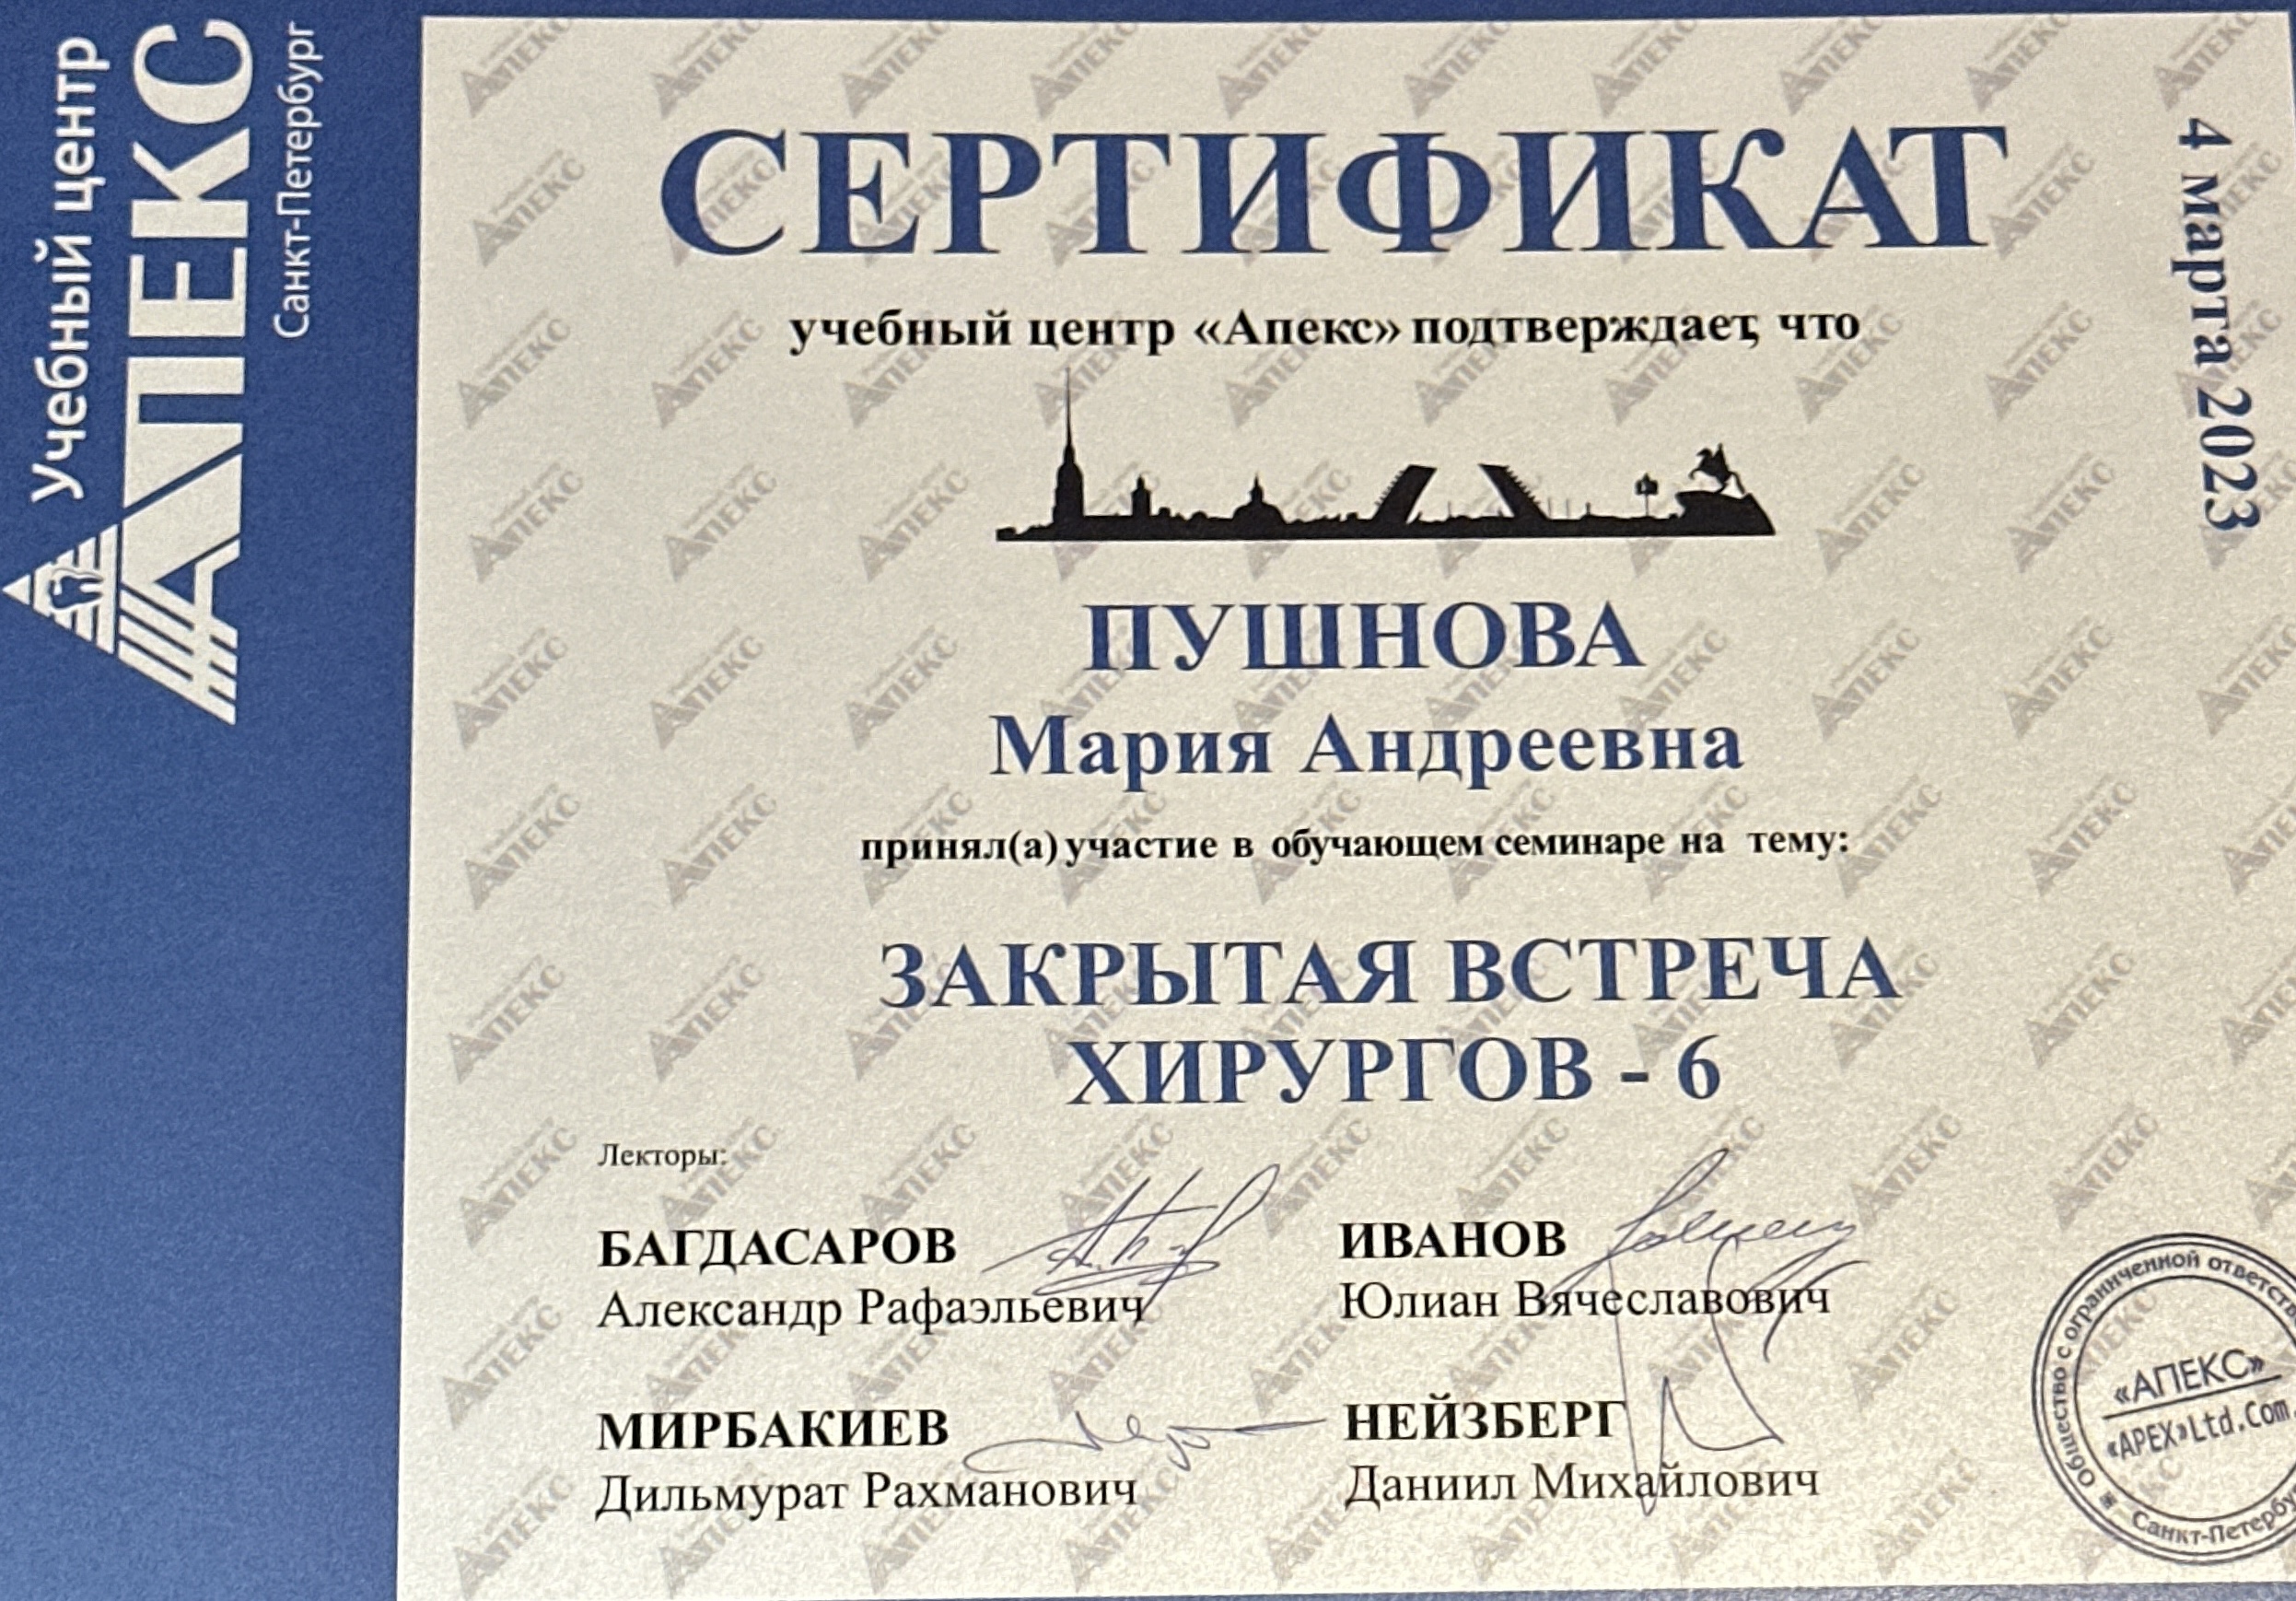 Учебный центр
АПЕКС
Санкт-Петербург
СЕРТИФИКАТ
4 марта 2023
учебный центр «Апекс» подтверждает, что
ПУШНОВА
Мария Андреевна
принял(а) участие в обучающем семинаре на тему:
ЗАКРЫТАЯ ВСТРЕЧА
ХИРУРГОВ - 6
Лекторы:
БАГДАСАРОВ
Александр Рафаэльевич
ИВАНОВ
Юлиан Вячеславович
МИРБАКИЕВ
Дильмурат Рахманович
НЕЙЗБЕРГ
Даниил Михайлович
Общество с ограниченной
«АПЕКС»
«APEX» Ltd.Com.